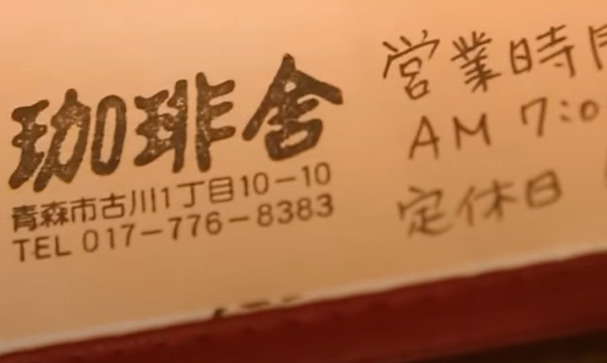 珈琲舎
青森市古川1丁目10-10
TEL 017-776-8383
営業時間
AM 7:0
定休日